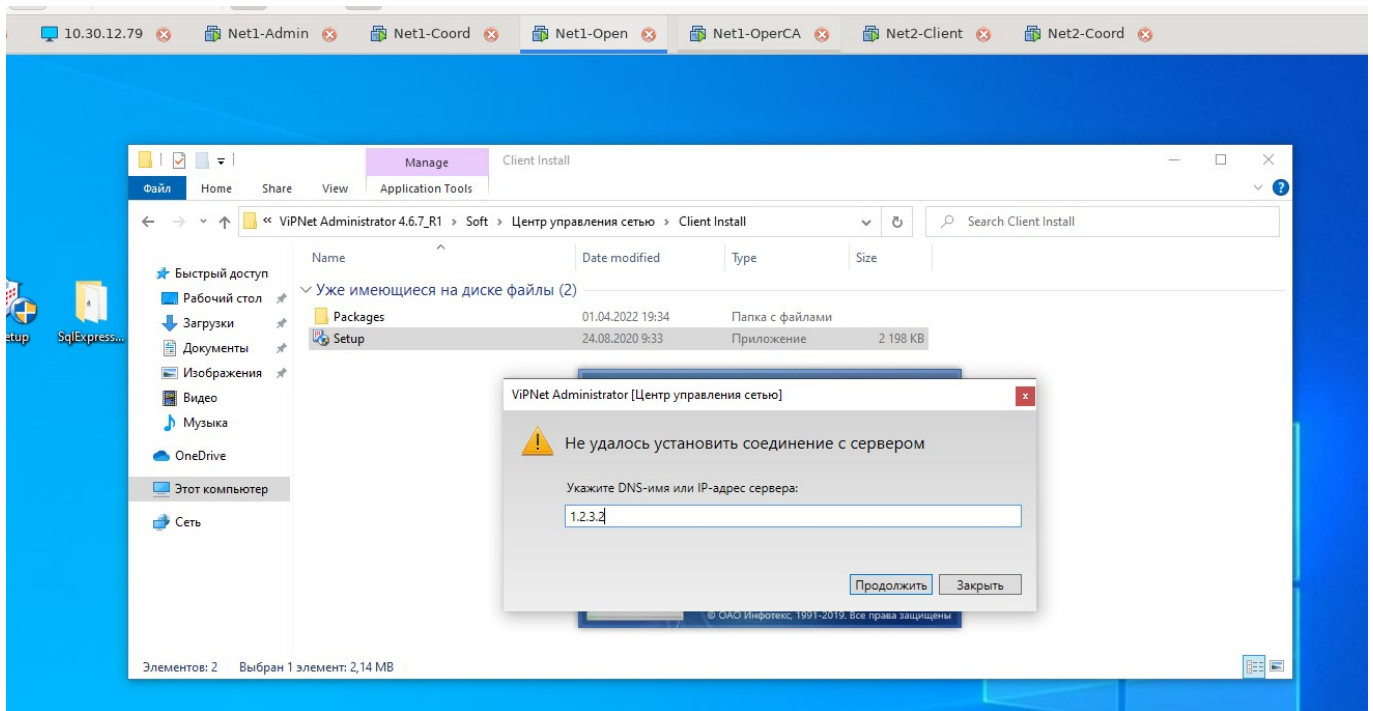 10.30.12.79 Net1-Admin Net1-Coord Net1-Open Net1-OperCA Net2-Client Net2-Coord
Manage Client Install
Файл Home Share View Application Tools
« ViPNet Administrator 4.6.7_R1 › Soft › Центр управления сетью › Client Install Search Client Install
Name Date modified Type Size
Быстрый доступ
Рабочий стол
Загрузки
Документы
Изображения
Видео
Музыка
OneDrive
Этот компьютер
Сеть
Уже имеющиеся на диске файлы (2)
Packages 01.04.2022 19:34 Папка с файлами
Setup 24.08.2020 9:33 Приложение 2 198 KB
SqlExpress...
ViPNet Administrator [Центр управления сетью]
Не удалось установить соединение с сервером
Укажите DNS-имя или IP-адрес сервера:
1.2.3.2
Продолжить Закрыть
© ОАО Инфотекс, 1991-2019. Все права защищены
Элементов: 2 Выбран 1 элемент: 2,14 MB